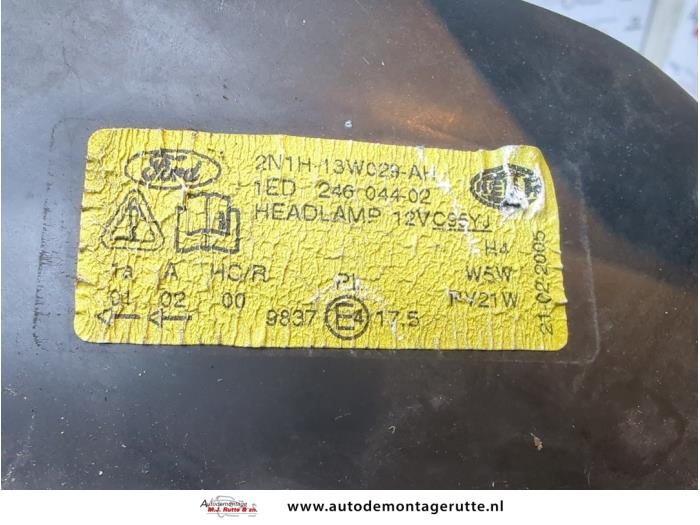 Ford
2N1H-13W029-AH
1ED 246 044-02
HEADLAMP 12V
H4
1a A HC/R W5W
01 02 00 PL PY21W
9837 E4 17.5
21.02.2005
Autodemontage
M.J. Rutte & zn.
www.autodemontagerutte.nl